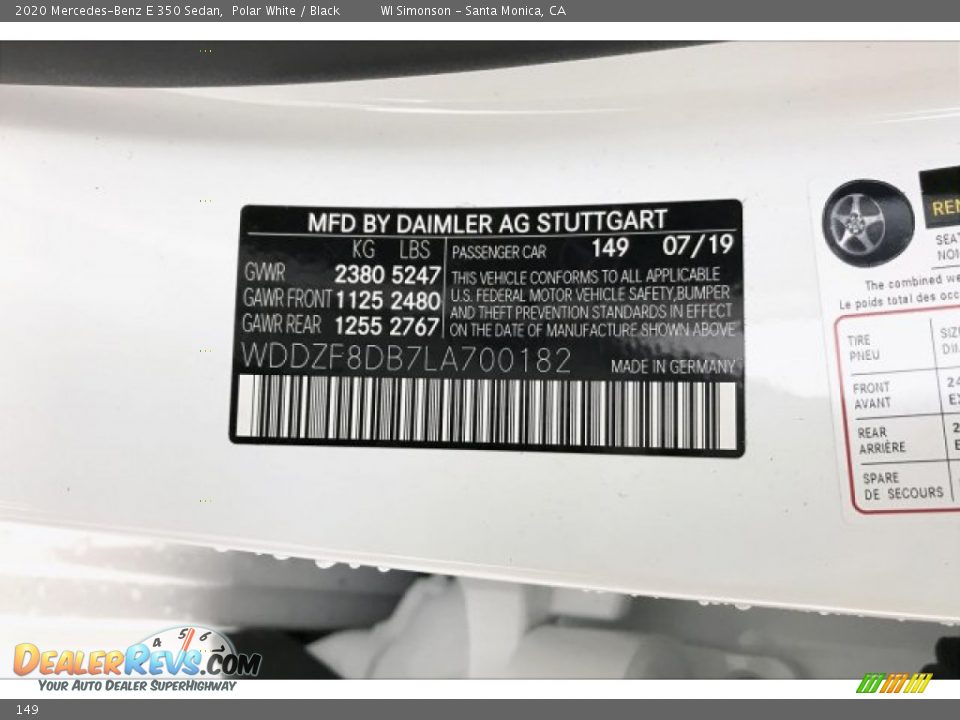 2020 Mercedes-Benz E 350 Sedan, Polar White / Black WI Simonson - Santa Monica, CA
MFD BY DAIMLER AG STUTTGART
KG LBS PASSENGER CAR 149 07/19
GWR 2380 5247
GAWR FRONT 1125 2480
GAWR REAR 1255 2767
THIS VEHICLE CONFORMS TO ALL APPLICABLE
U.S. FEDERAL MOTOR VEHICLE SAFETY,BUMPER
AND THEFT PREVENTION STANDARDS IN EFFECT
ON THE DATE OF MANUFACTURE SHOWN ABOVE
WDDZF8DB7LA700182 MADE IN GERMANY
The combined
Le poids total des
TIRE
PNEU
FRONT
AVANT
REAR
ARRIÈRE
SPARE
DE SECOURS
4 5 6
DEALERREVS.COM
YOUR AUTO DEALER SUPERHIGHWAY
149